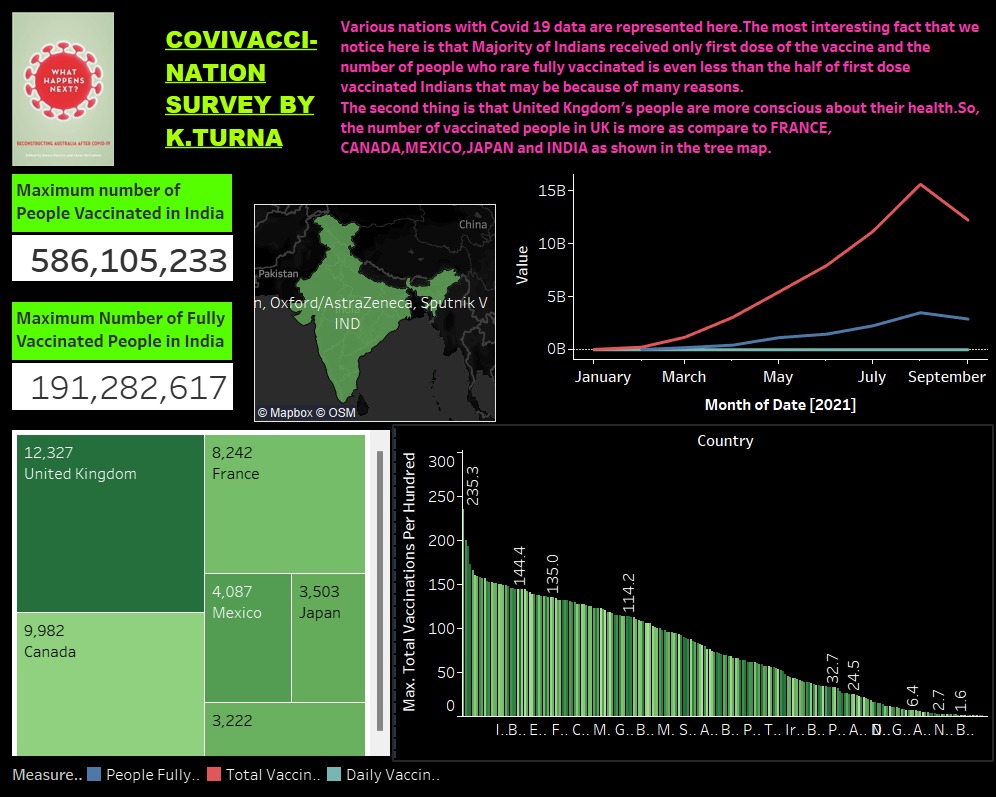 WHAT
HAPPENS
NEXT?
RECONSTRUCTING AUSTRALIA AFTER COVID-19
COVIVACCI-
NATION
SURVEY BY
K.TURNA
Various nations with Covid 19 data are represented here.The most interesting fact that we
notice here is that Majority of Indians received only first dose of the vaccine and the
number of people who rare fully vaccinated is even less than the half of first dose
vaccinated Indians that may be because of many reasons.
The second thing is that United Kngdom's people are more conscious about their health.So,
the number of vaccinated people in UK is more as compare to FRANCE,
CANADA,MEXICO,JAPAN and INDIA as shown in the tree map.
Maximum number of
People Vaccinated in India
586,105,233
Maximum Number of Fully
Vaccinated People in India
191,282,617
China
Pakistan
n, Oxford/AstraZeneca, Sputnik V
IND
© Mapbox © OSM
Value
15B
10B
5B
0B
January March May July September
Month of Date [2021]
12,327
United Kingdom
8,242
France
9,982
Canada
4,087
Mexico
3,503
Japan
3,222
Country
Max. Total Vaccinations Per Hundred
300
250
200
150
100
50
0
235.3
144.4
135.0
114.2
32.7
24.5
6.4
2.7
1.6
I.. B.. E.. F.. C.. M.. G.. B.. M.. S.. A.. B.. P.. T.. Ir.. B.. P.. A.. G.. A.. N.. B..
Measure.. People Fully.. Total Vaccin.. Daily Vaccin..